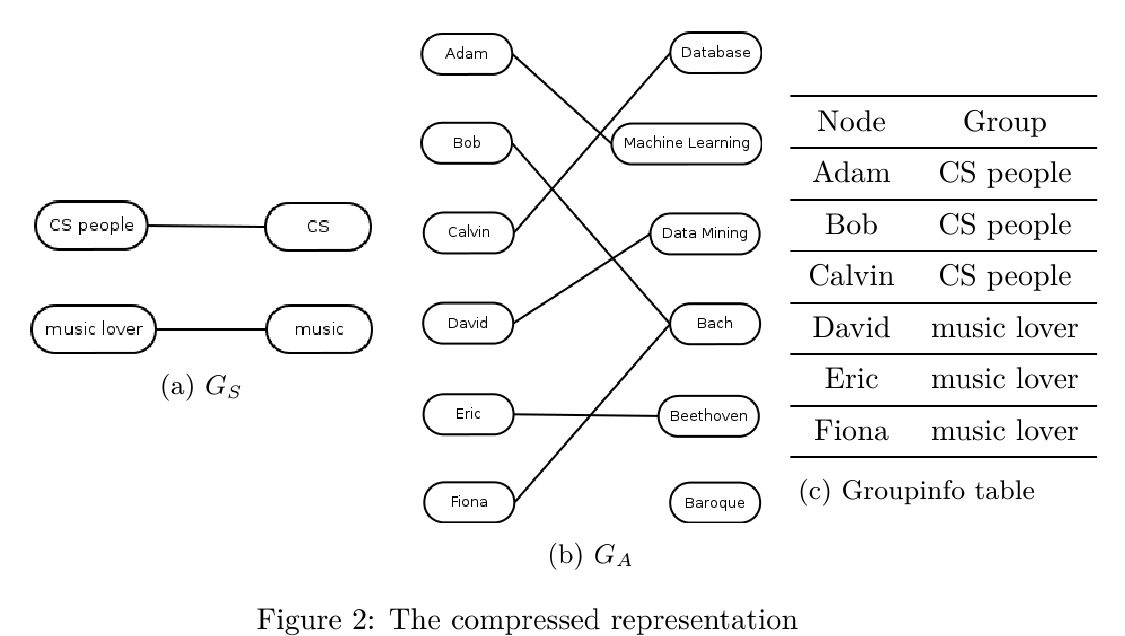 CS people
CS
music lover
music
(a) G_S
Adam
Database
Bob
Machine Learning
Calvin
Data Mining
David
Bach
Eric
Beethoven
Fiona
Baroque
(b) G_A
Node Group
Adam CS people
Bob CS people
Calvin CS people
David music lover
Eric music lover
Fiona music lover
(c) Groupinfo table
Figure 2: The compressed representation